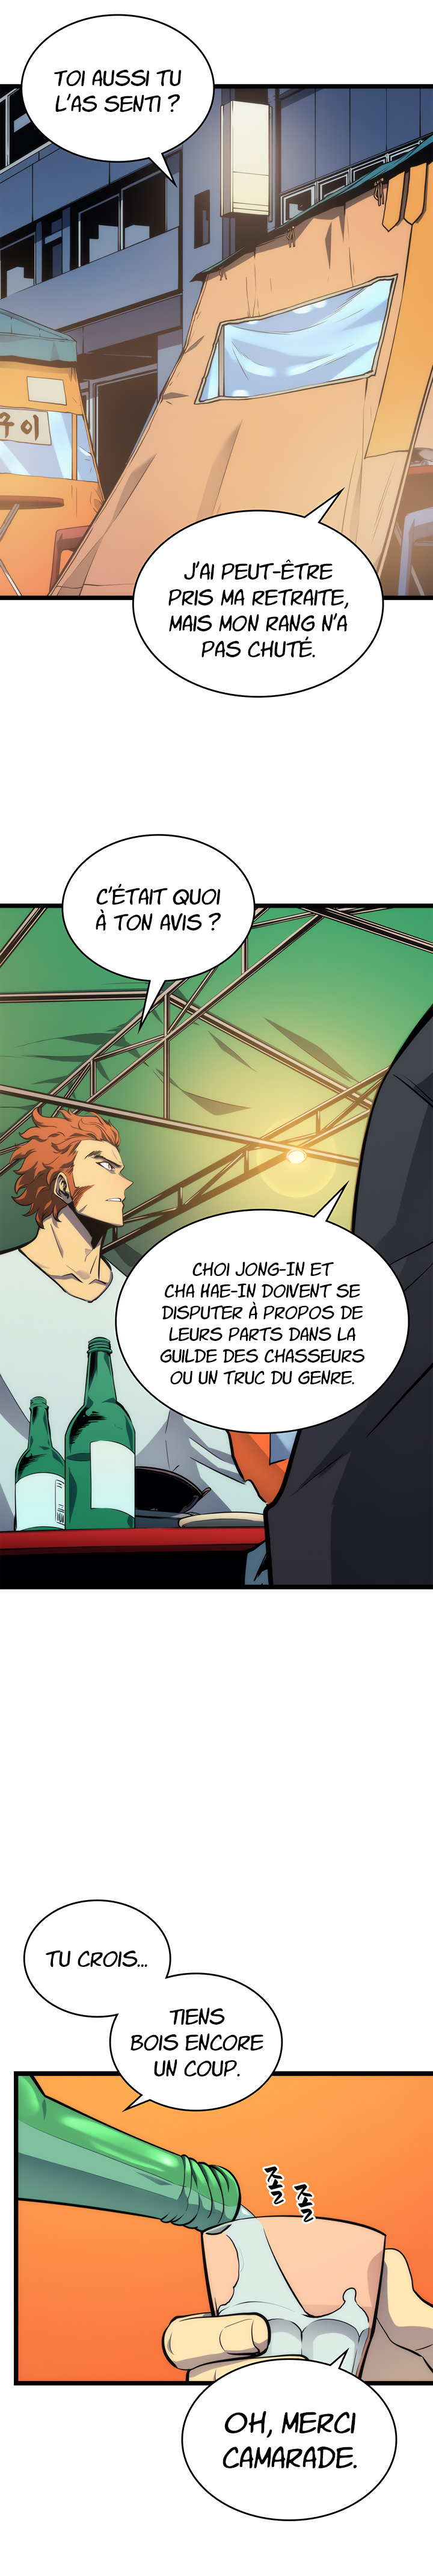 TOI AUSSI TU
L'AS SENTI ?
구이
J'AI PEUT-ÊTRE
PRIS MA RETRAITE,
MAIS MON RANG N'A
PAS CHUTÉ.
C'ÉTAIT QUOI
À TON AVIS ?
CHOI JONG-IN ET
CHA HAE-IN DOIVENT SE
DISPUTER À PROPOS DE
LEURS PARTS DANS LA
GUILDE DES CHASSEURS
OU UN TRUC DU GENRE.
TU CROIS...
TIENS
BOIS ENCORE
UN COUP.
졸
졸
OH, MERCI
CAMARADE.